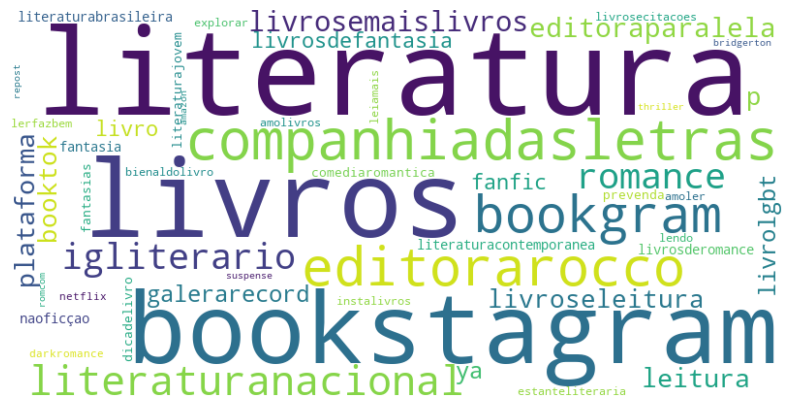 literaturabrasileira
explorar
livrosemaislivros
livrosecitacoes
editoraparalela
literatura
livrosdefantasia
bridgerton
repost
literaturajovem
amazon
leiamais
p
thriller
lerfazbem
livro
amolivros
companhiadasletras
plataforma
booktok
fantasia
fantasias
bienaldolivro
livros
comediaromantica
fanfic
romance
prevenda
amoler
livrolgbt
bookgram
igliterario
literaturacontemporanea
lendo
livrosderomance
suspense
editorarocco
romcom
netflix
dicadelivro
galerarecord
instalivros
livroseleitura
naoficçao
bookstagram
darkromance
literaturanacional
ya
leitura
estanteliteraria